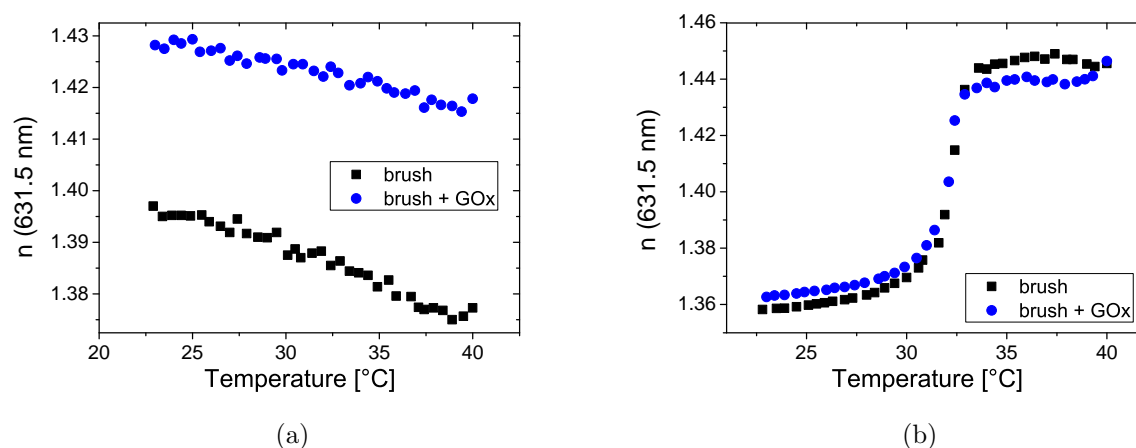 1.43
1.42
1.41
1.40
1.39
1.38
n (631.5 nm)
brush
brush + GOx
20 25 30 35 40
Temperature [°C]
(a)
1.46
1.44
1.42
1.40
1.38
1.36
n (631.5 nm)
brush
brush + GOx
25 30 35 40
Temperature [°C]
(b)